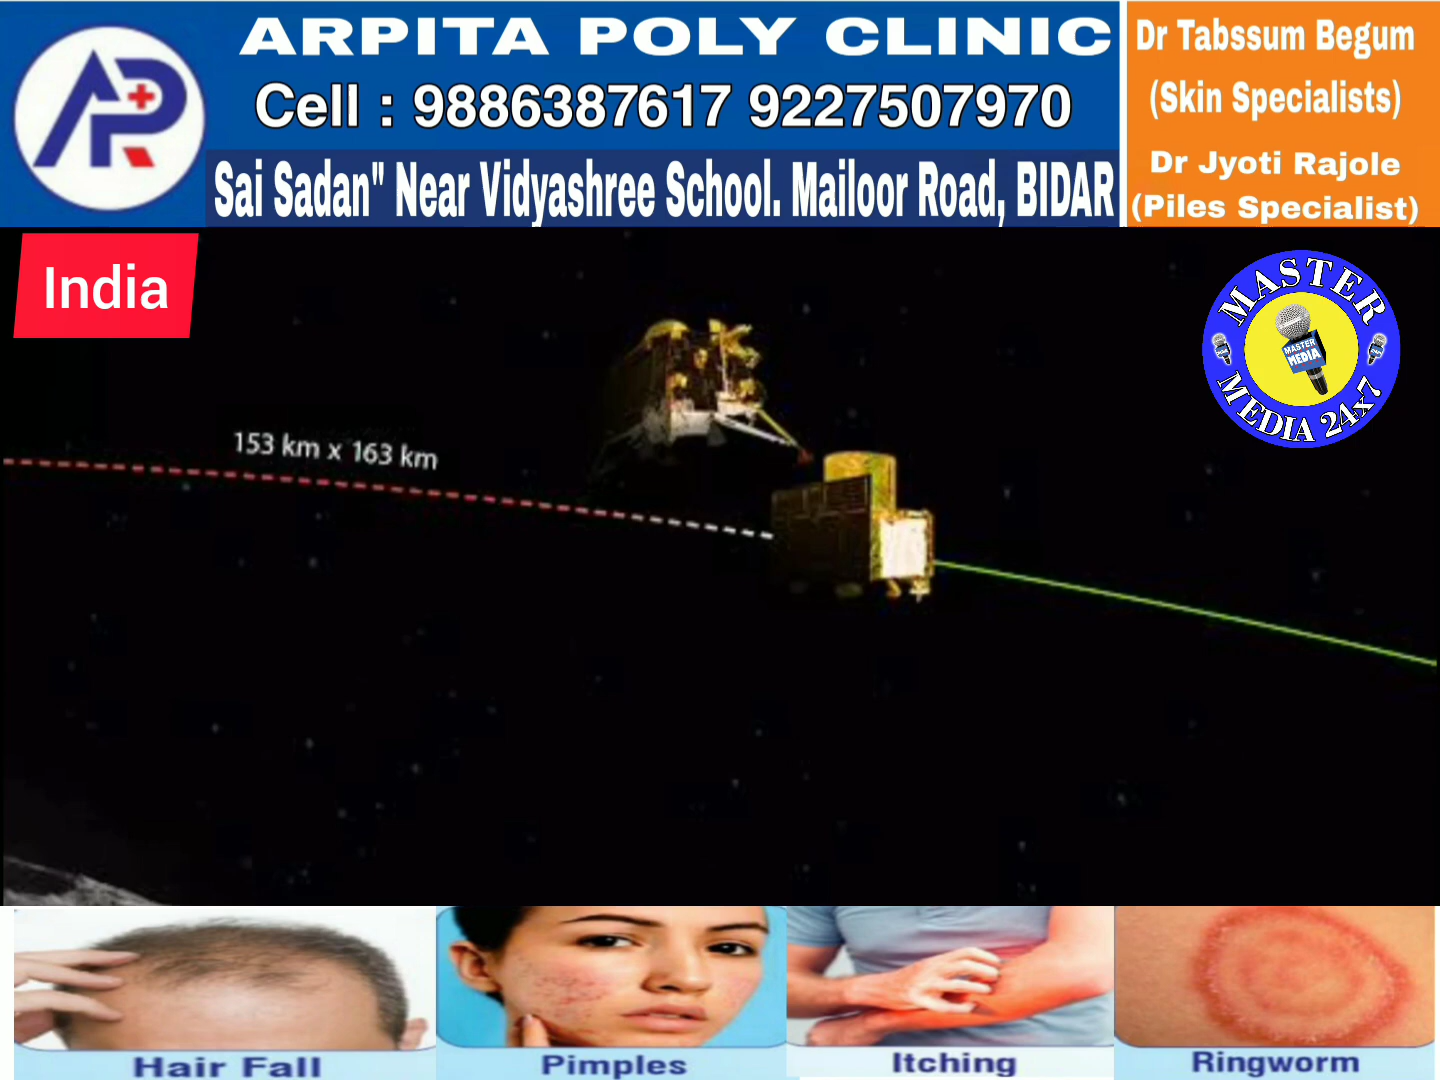 ARPITA POLY CLINIC
Cell : 9886387617 9227507970
Sai Sadan" Near Vidyashree School. Mailoor Road, BIDAR
Dr Tabssum Begum
(Skin Specialists)
Dr Jyoti Rajole
(Piles Specialist)
India
MASTER
MASTER
MEDIA
MEDIA 24x7
153 km x 163 km
Hair Fall
Pimples
Itching
Ringworm